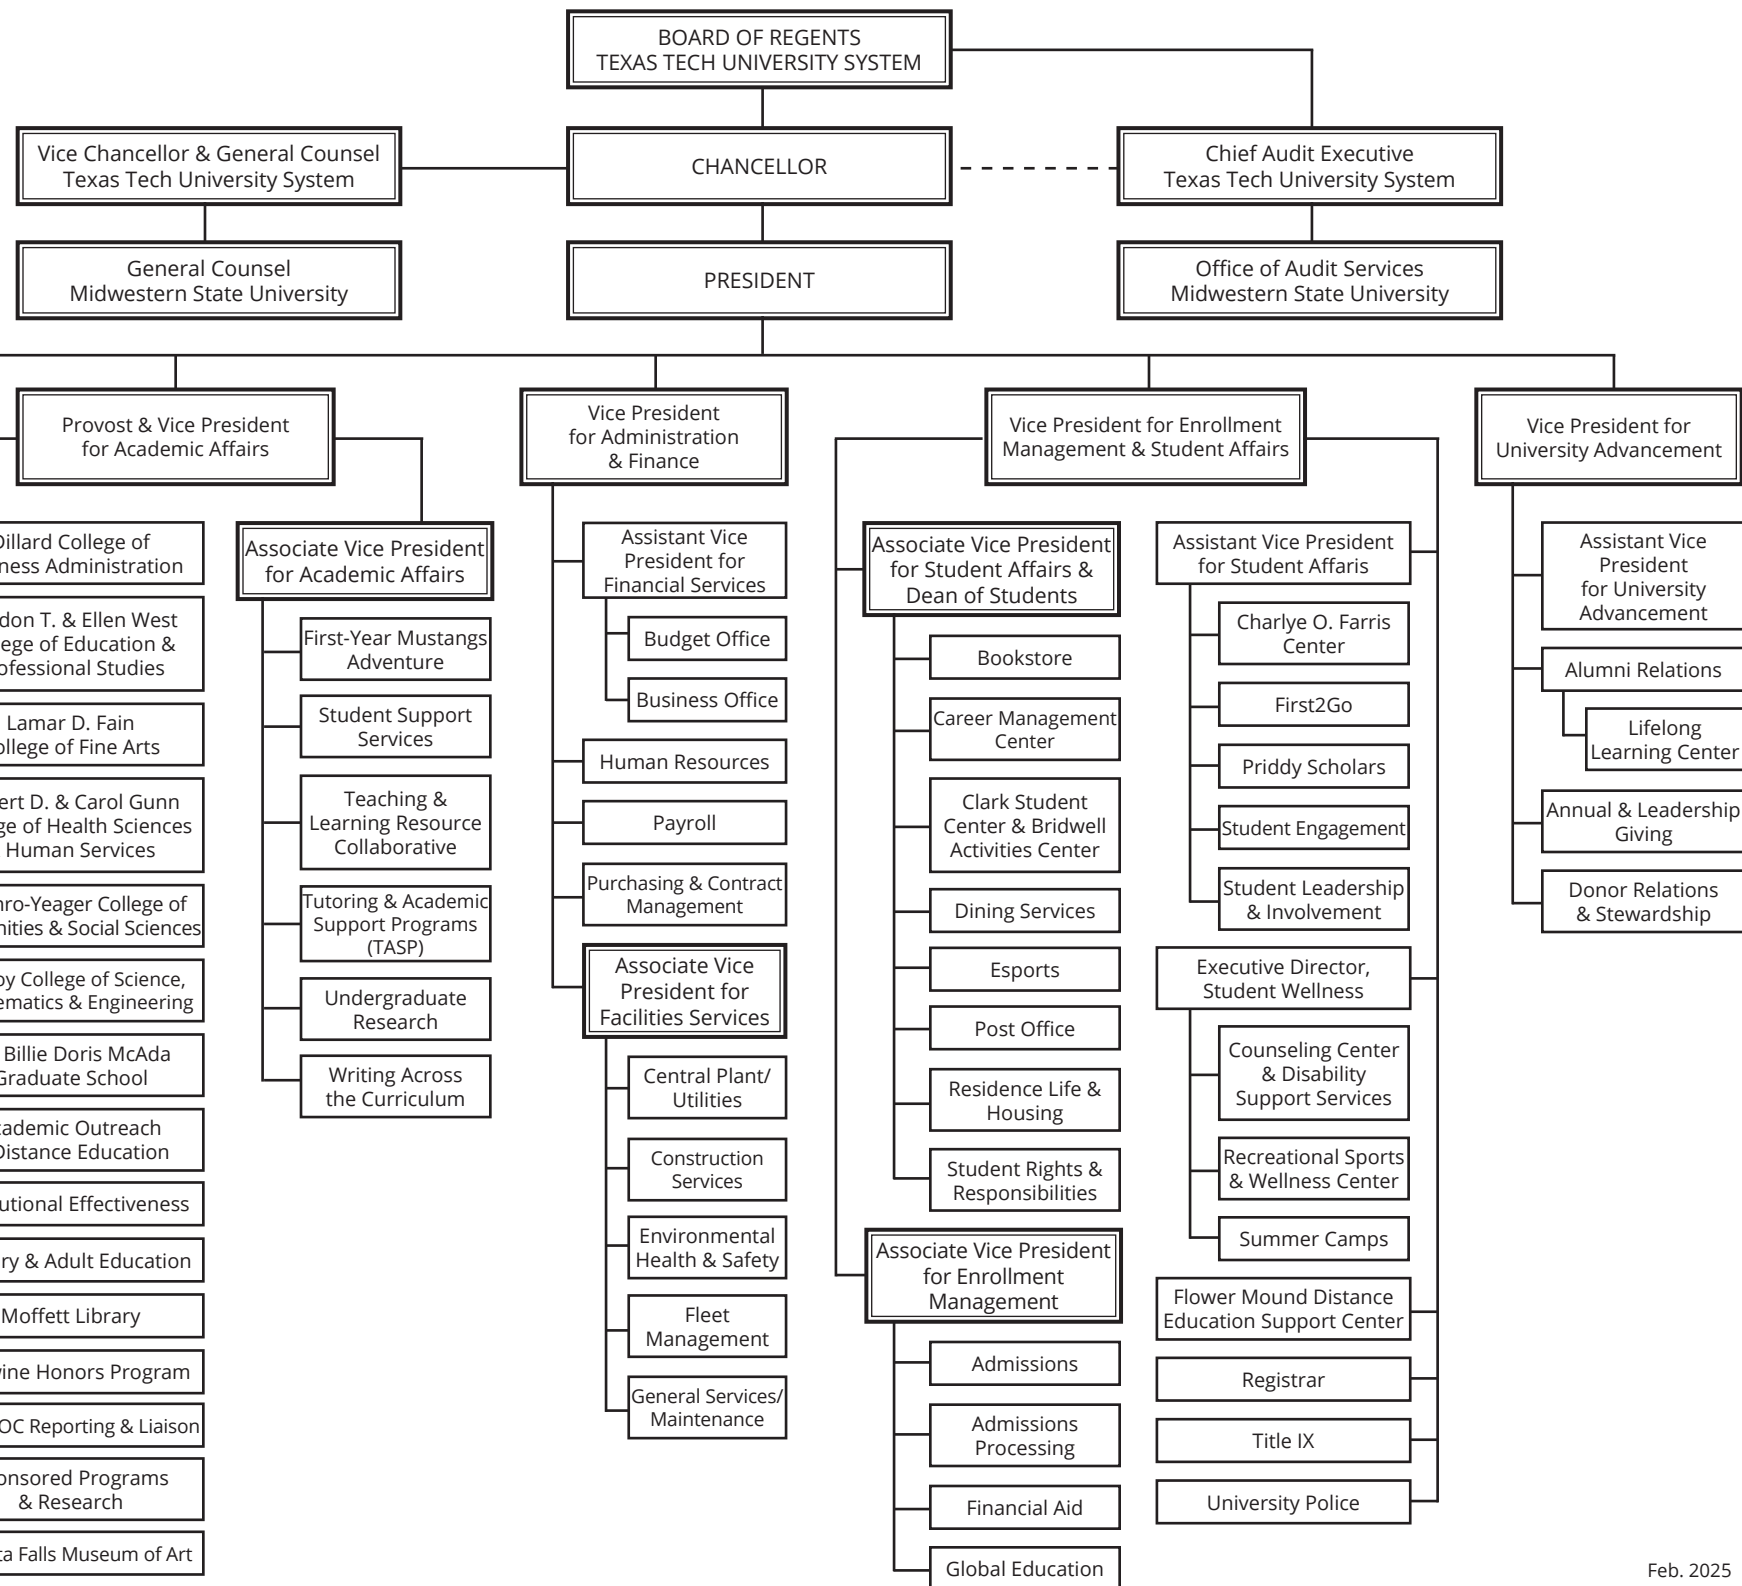 BOARD OF REGENTS
TEXAS TECH UNIVERSITY SYSTEM
Vice Chancellor & General Counsel
Texas Tech University System
CHANCELLOR
Chief Audit Executive
Texas Tech University System
General Counsel
Midwestern State University
PRESIDENT
Office of Audit Services
Midwestern State University
Provost & Vice President
for Academic Affairs
Vice President
for Administration
& Finance
Vice President for Enrollment
Management & Student Affairs
Vice President for
University Advancement
College of
Administration
T. & Ellen West
of Education &
Studies
Lamar D. Fain
of Fine Arts
D. & Carol Gunn
of Health Sciences
Human Services
College of
& Social Sciences
College of Science,
& Engineering
Billie Doris McAda
Graduate School
Outreach
Distance Education
Effectiveness
& Adult Education
Moffett Library
Honors Program
Reporting & Liaison
Programs
& Research
Falls Museum of Art
Associate Vice President
for Academic Affairs
First-Year Mustangs
Adventure
Student Support
Services
Teaching &
Learning Resource
Collaborative
Tutoring & Academic
Support Programs
(TASP)
Undergraduate
Research
Writing Across
the Curriculum
Assistant Vice
President for
Financial Services
Budget Office
Business Office
Human Resources
Payroll
Purchasing & Contract
Management
Associate Vice
President for
Facilities Services
Central Plant/
Utilities
Construction
Services
Environmental
Health & Safety
Fleet
Management
General Services/
Maintenance
Associate Vice President
for Student Affairs &
Dean of Students
Bookstore
Career Management
Center
Clark Student
Center & Bridwell
Activities Center
Dining Services
Esports
Post Office
Residence Life &
Housing
Student Rights &
Responsibilities
Associate Vice President
for Enrollment
Management
Admissions
Admissions
Processing
Financial Aid
Global Education
Assistant Vice President
for Student Affaris
Charlye O. Farris
Center
First2Go
Priddy Scholars
Student Engagement
Student Leadership
& Involvement
Executive Director,
Student Wellness
Counseling Center
& Disability
Support Services
Recreational Sports
& Wellness Center
Summer Camps
Flower Mound Distance
Education Support Center
Registrar
Title IX
University Police
Assistant Vice
President
for University
Advancement
Alumni Relations
Lifelong
Learning Center
Annual & Leadership
Giving
Donor Relations
& Stewardship
Feb. 2025